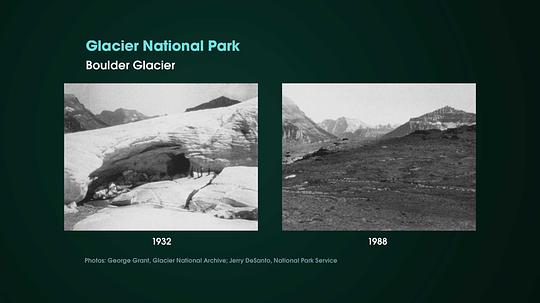 Glacier National Park
Boulder Glacier
1932
1988
Photos: George Grant, Glacier National Archive; Jerry DeSanto, National Park Service